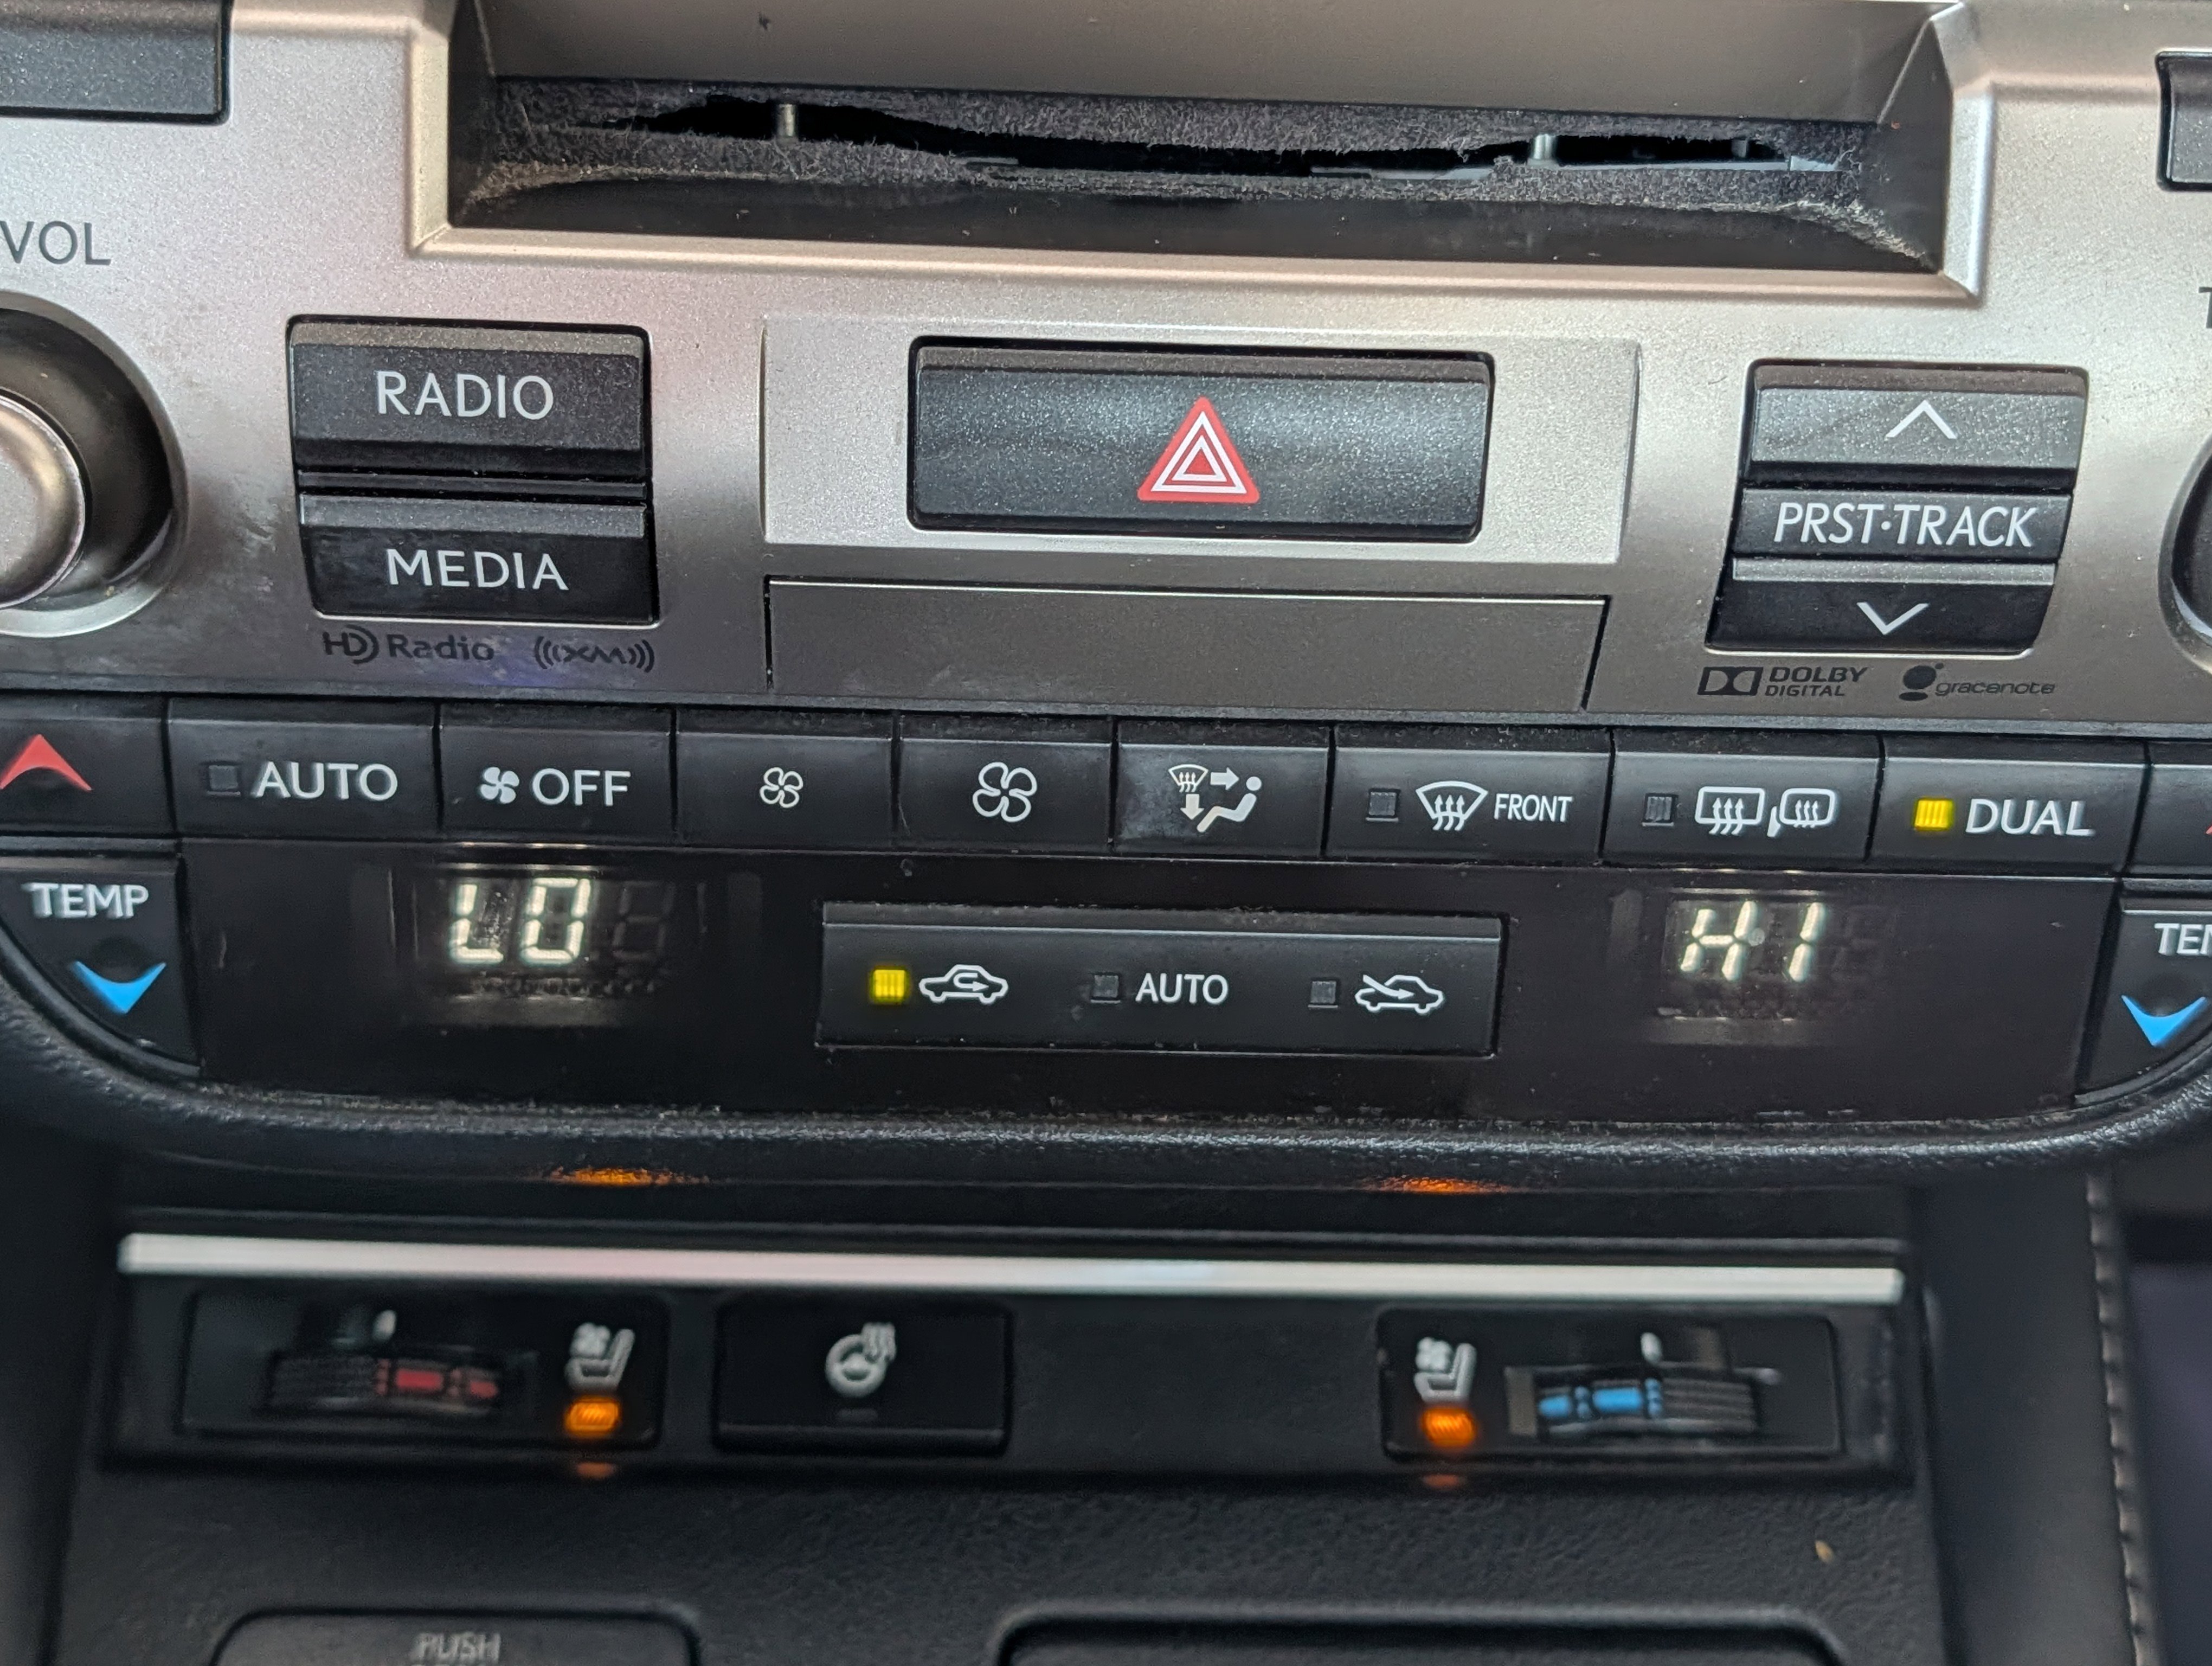 VOL
RADIO
MEDIA
HD Radio ((XM))
PRST·TRACK
DOLBY
DIGITAL
gracenote
AUTO
OFF
FRONT
DUAL
TEMP
LO
AUTO
HI
PUSH